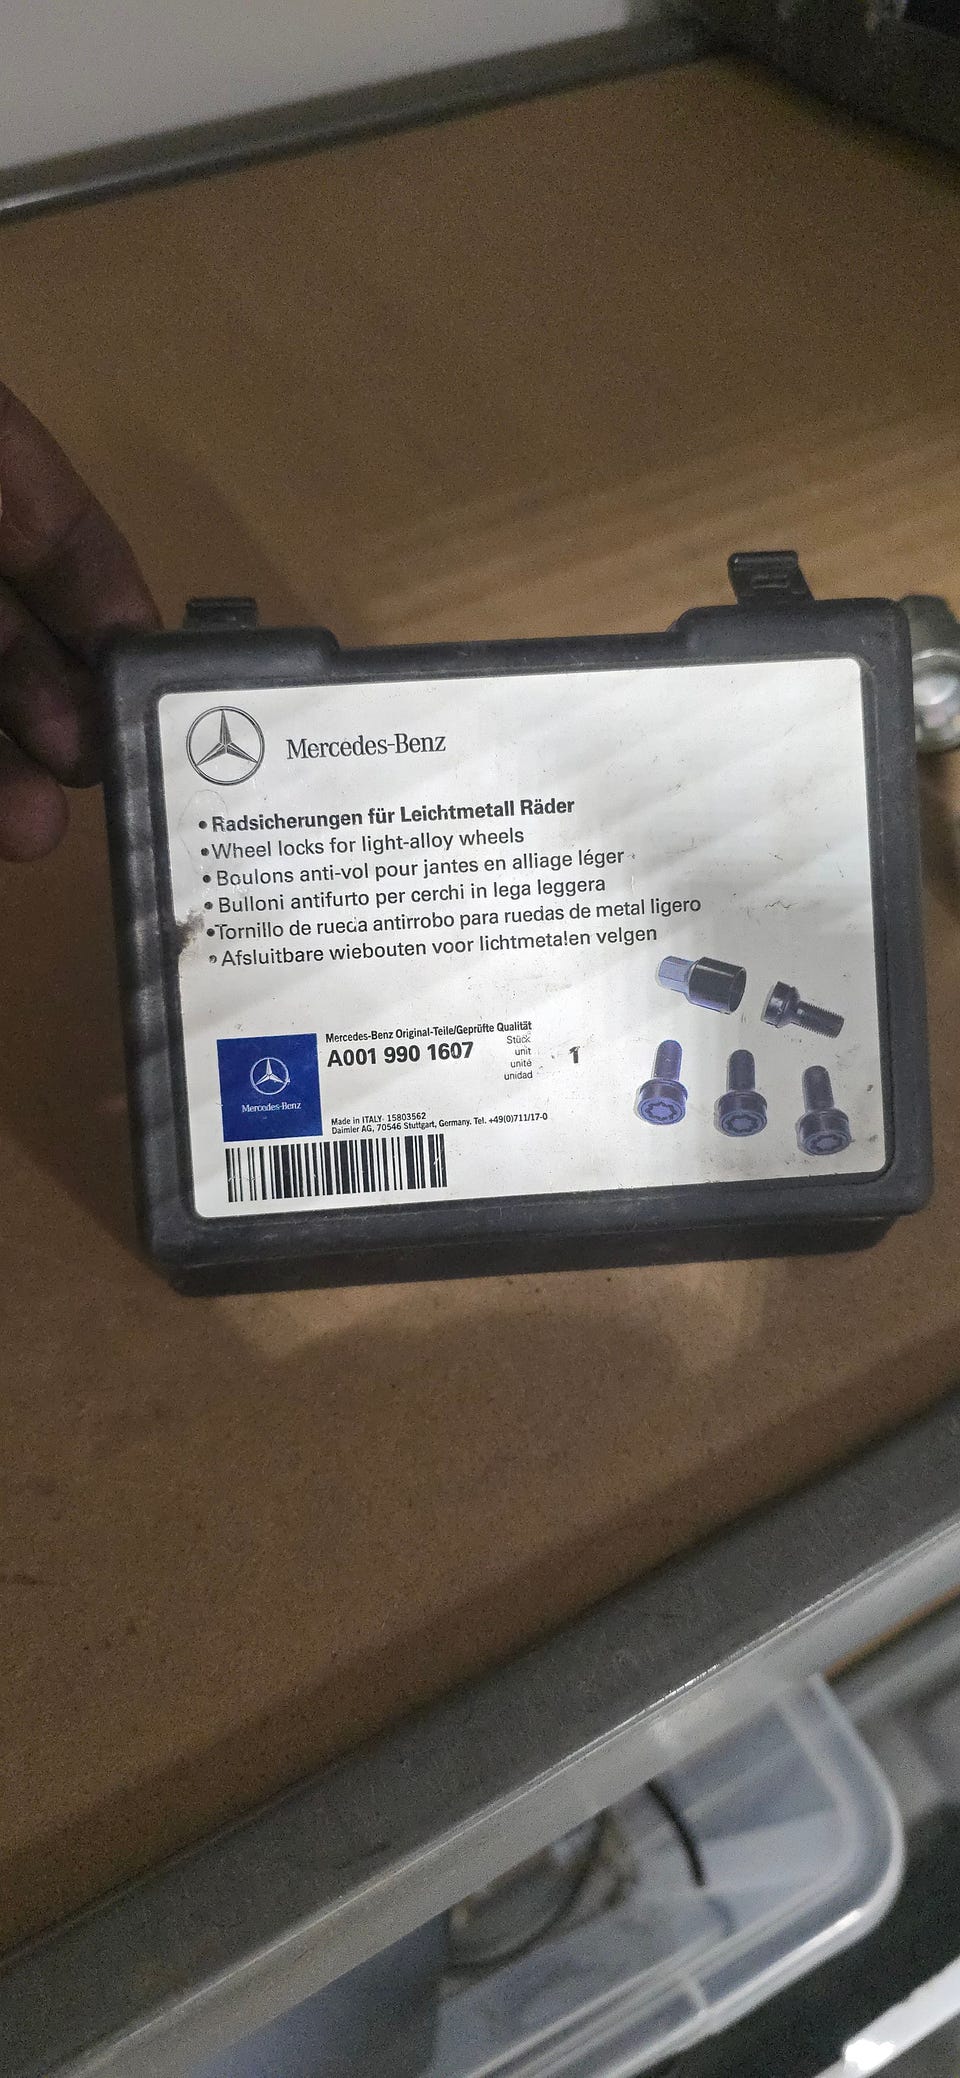 Mercedes-Benz
• Radsicherungen für Leichtmetall Räder
• Wheel locks for light-alloy wheels
• Boulons anti-vol pour jantes en alliage léger
• Bulloni antifurto per cerchi in lega leggera
• Tornillo de rueda antirrobo para ruedas de metal ligero
• Afsluitbare wiebouten voor lichtmetalen velgen
Mercedes-Benz Original-Teile/Geprüfte Qualität
A001 990 1607
Stück
unit
unité
unidad
1
Mercedes-Benz
Made in ITALY- 15803562
Daimler AG, 70546 Stuttgart, Germany. Tel. +49(0)711/17-0